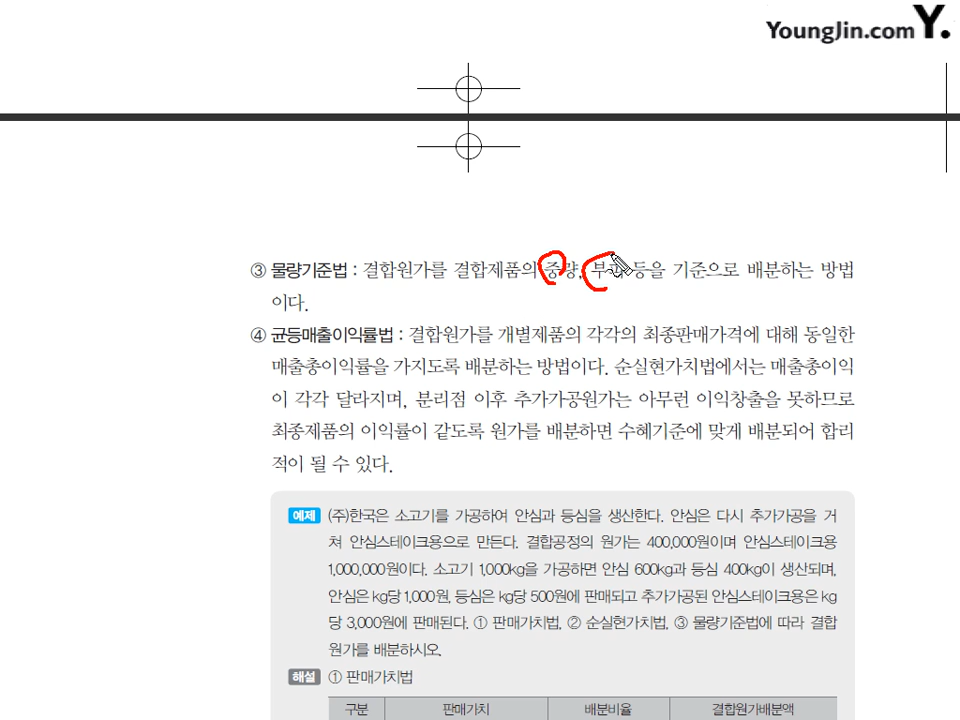 YoungJin.com Y.
③ 물량기준법 : 결합원가를 결합제품의 중량, 부피 등을 기준으로 배분하는 방법
이다.
④ 균등매출이익률법 : 결합원가를 개별제품의 각각의 최종판매가격에 대해 동일한
매출총이익률을 가지도록 배분하는 방법이다. 순실현가치법에서는 매출총이익
이 각각 달라지며, 분리점 이후 추가가공원가는 아무런 이익창출을 못하므로
최종제품의 이익률이 같도록 원가를 배분하면 수혜기준에 맞게 배분되어 합리
적이 될 수 있다.
예제 (주)한국은 소고기를 가공하여 안심과 등심을 생산한다. 안심은 다시 추가가공을 거
쳐 안심스테이크용으로 만든다. 결합공정의 원가는 400,000원이며 안심스테이크용
1,000,000원이다. 소고기 1,000kg을 가공하면 안심 600kg과 등심 400kg이 생산되며,
안심은 kg당 1,000원, 등심은 kg당 500원에 판매되고 추가가공된 안심스테이크용은 kg
당 3,000원에 판매된다. ① 판매가치법, ② 순실현가치법, ③ 물량기준법에 따라 결합
원가를 배분하시오.
해설 ① 판매가치법
구분 판매가치 배분비율 결합원가배분액